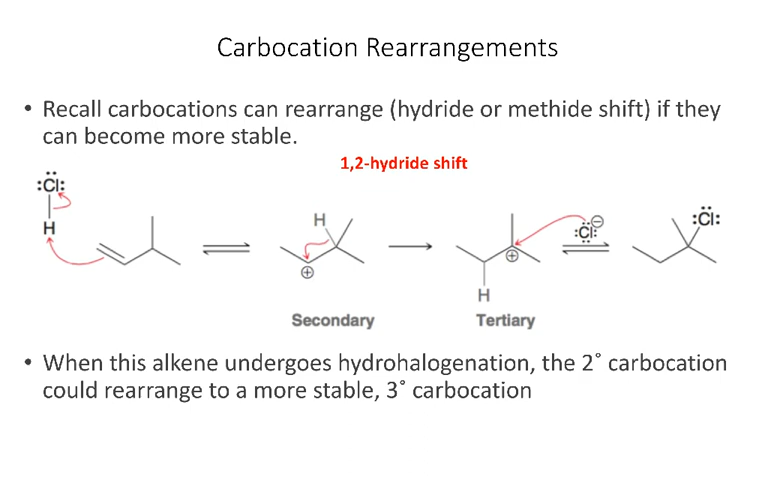 Carbocation Rearrangements
• Recall carbocations can rearrange (hydride or methide shift) if they
can become more stable.
1,2-hydride shift
:Cl:
H
H
⊕
Secondary
H
⊕
Tertiary
:Cl: ⊖
:Cl:
• When this alkene undergoes hydrohalogenation, the 2˚ carbocation
could rearrange to a more stable, 3˚ carbocation